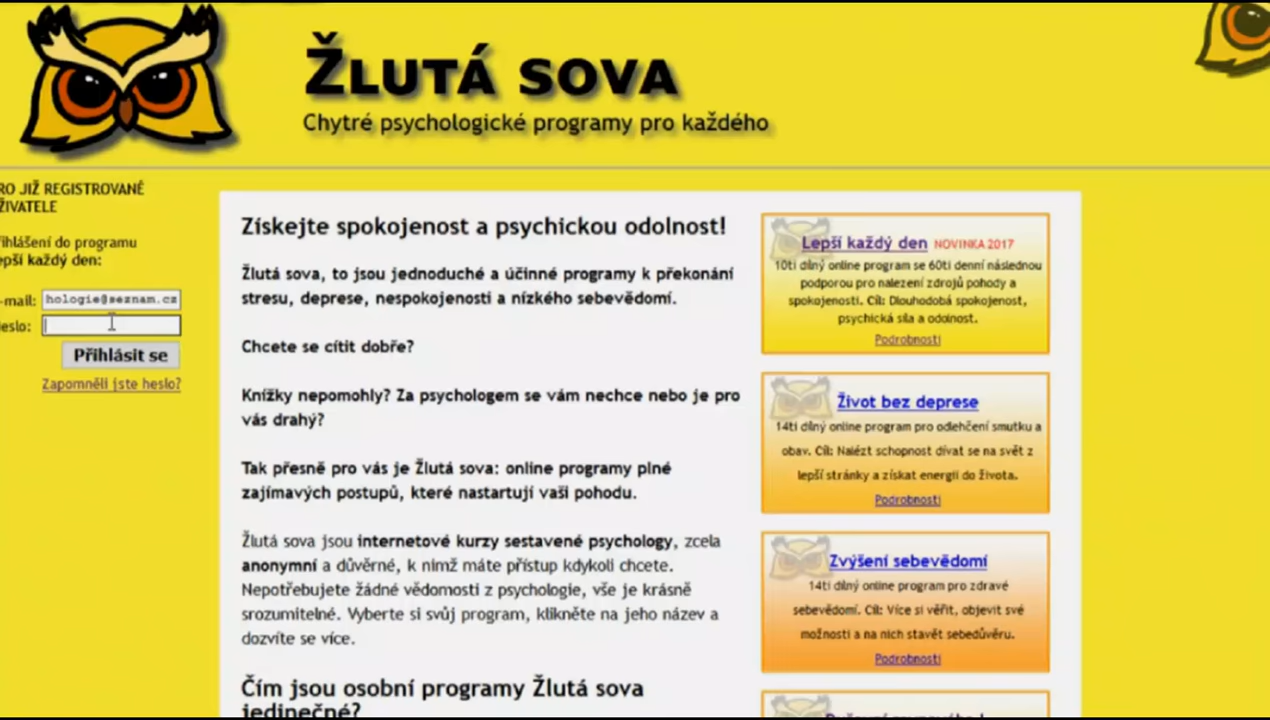 ŽLUTÁ SOVA
Chytré psychologické programy pro každého
RO JIŽ REGISTROVANÉ
ŽIVATELE
ihlášení do programu
epší každý den:
-mail: hologie@seznam.cz
eslo:
Přihlásit se
Zapomněli jste heslo?
Získejte spokojenost a psychickou odolnost!
Žlutá sova, to jsou jednoduché a účinné programy k překonání
stresu, deprese, nespokojenosti a nízkého sebevědomí.
Chcete se cítit dobře?
Knížky nepomohly? Za psychologem se vám nechce nebo je pro
vás drahý?
Tak přesně pro vás je Žlutá sova: online programy plné
zajímavých postupů, které nastartují vaši pohodu.
Žlutá sova jsou internetové kurzy sestavené psychology, zcela
anonymní a důvěrné, k nimž máte přístup kdykoli chcete.
Nepotřebujete žádné vědomosti z psychologie, vše je krásně
srozumitelné. Vyberte si svůj program, klikněte na jeho název a
dozvíte se více.
Čím jsou osobní programy Žlutá sova
jedinečné?
Lepší každý den NOVINKA 2017
10ti dílný online program se 60ti denní následnou
podporou pro nalezení zdrojů pohody a
spokojenosti. Cíl: Dlouhodobá spokojenost,
psychická síla a odolnost.
Podrobnosti
Život bez deprese
14ti dílný online program pro odlehčení smutku a
obav. Cíl: Nalézt schopnost dívat se na svět z
lepší stránky a získat energii do života.
Podrobnosti
Zvýšení sebevědomí
14ti dílný online program pro zdravé
sebevědomí. Cíl: Více si věřit, objevit své
možnosti a na nich stavět sebedůvěru.
Podrobnosti